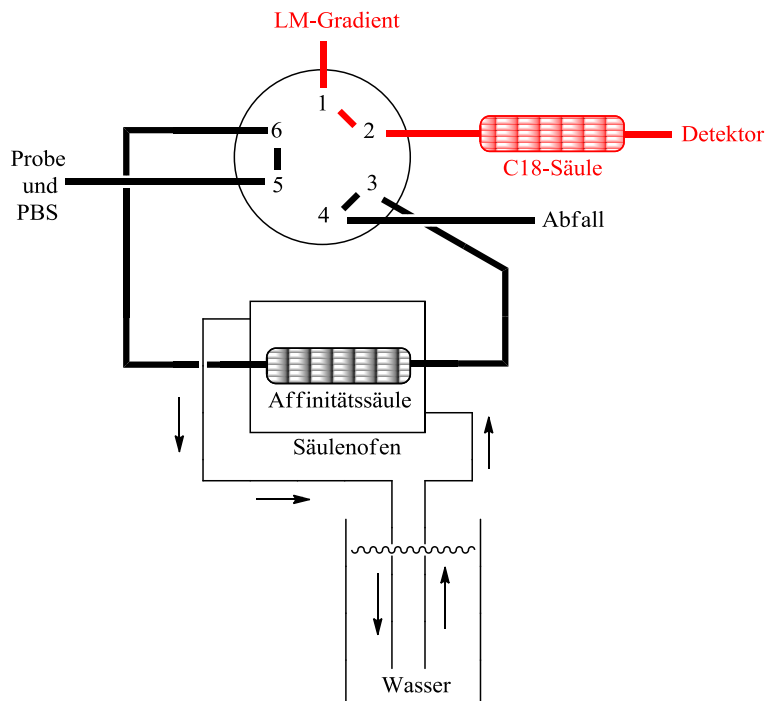 LM-Gradient
1
6
2
Detektor
C18-Säule
Probe
und
PBS
5
3
4
Abfall
Affinitätssäule
Säulenofen
Wasser